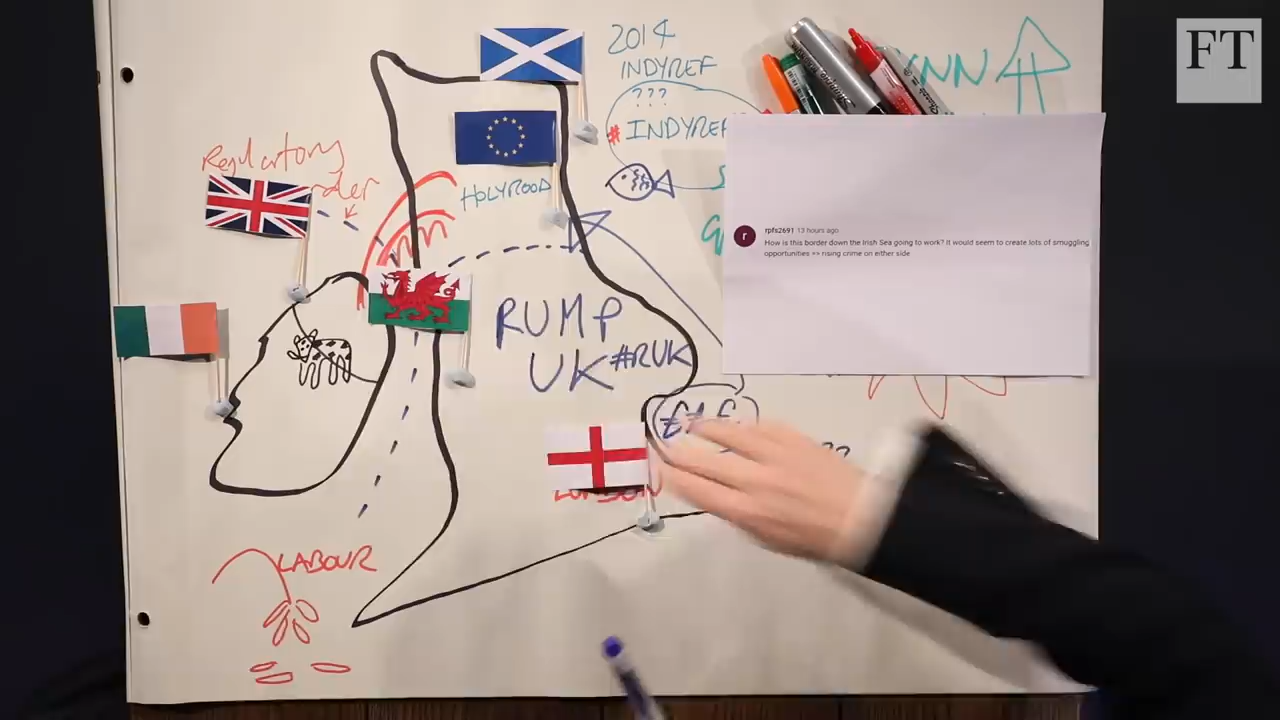 FT
2014
INDYREF
???
#INDYREF
Regulatory
HOLYROOD
r
rpfs2691 13 hours ago
How is this border down the Irish Sea going to work? It would seem to create lots of smuggling
opportunities => rising crime on either side
RUMP
UK #RUK
LONDON
??
LABOUR